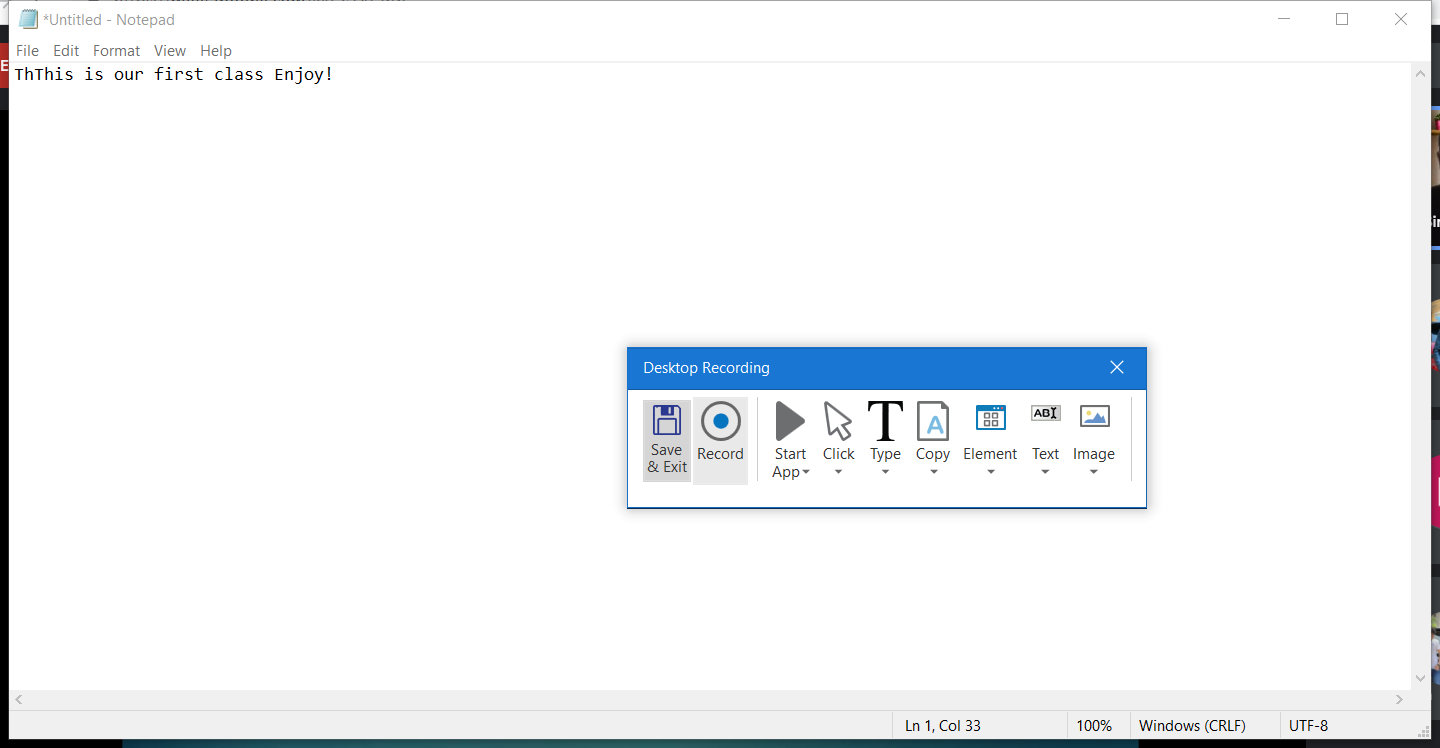 *Untitled - Notepad
File Edit Format View Help
ThThis is our first class Enjoy!
Desktop Recording
Save & Exit
Record
Start App
Click
Type
Copy
Element
Text
Image
ABI
A
Ln 1, Col 33
100%
Windows (CRLF)
UTF-8